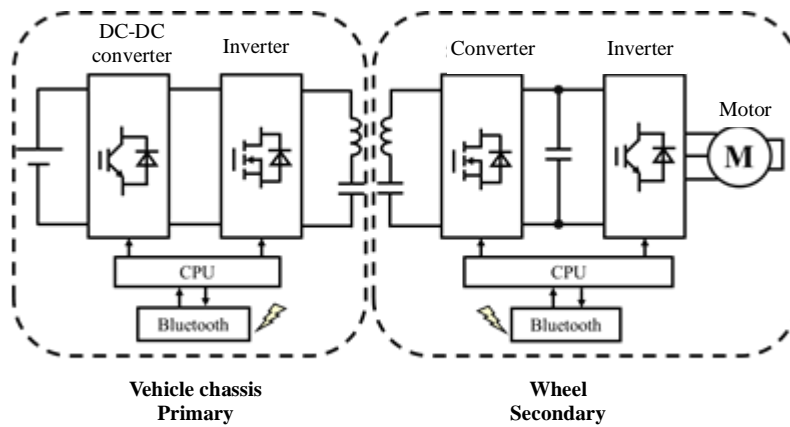 DC-DC
converter
Inverter
CPU
Bluetooth
Vehicle chassis
Primary
Converter
Inverter
Motor
M
CPU
Bluetooth
Wheel
Secondary